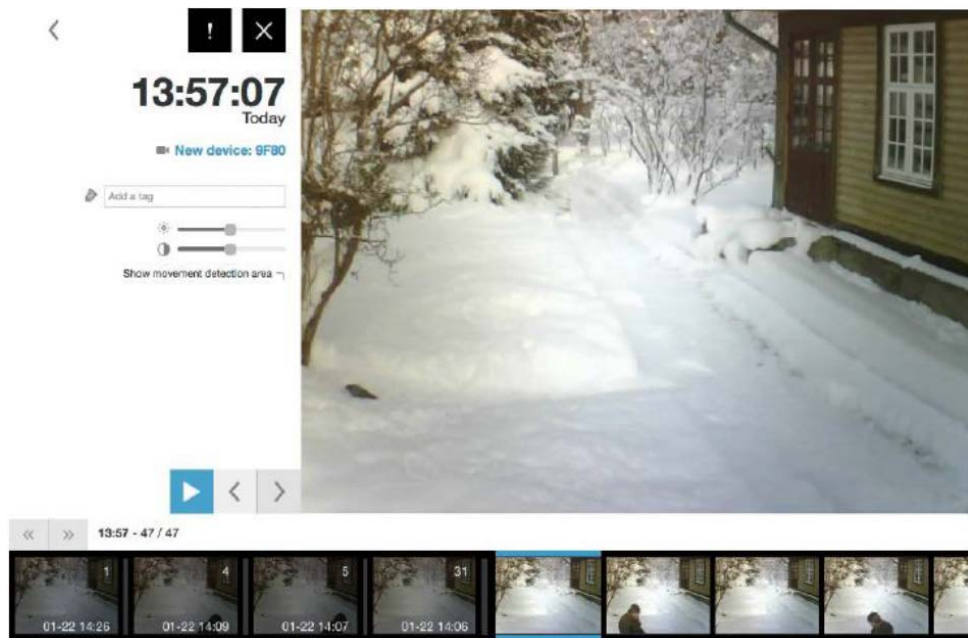 !
13:57:07
Today
New device: 9F80
Add a tag
Show movement detection area
13:57 - 47 / 47
1
4
5
31
01-22 14:26
01-22 14:09
01-22 14:07
01-22 14:06